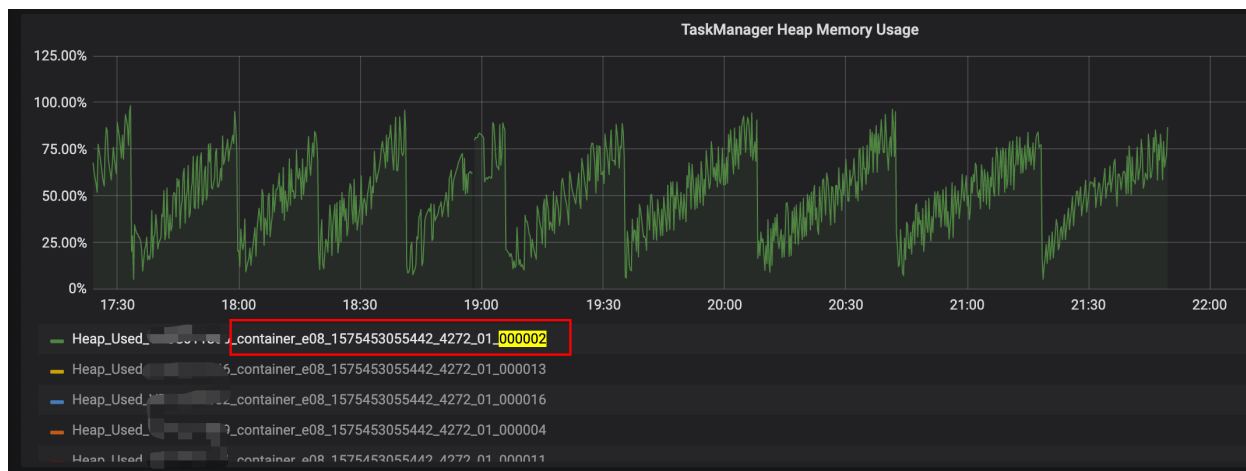 TaskManager Heap Memory Usage
125.00%
100.00%
75.00%
50.00%
25.00%
0%
17:30 18:00 18:30 19:00 19:30 20:00 20:30 21:00 21:30 22:00
Heap_Used_ _container_e08_1575453055442_4272_01_000002
Heap_Used_ _container_e08_1575453055442_4272_01_000013
Heap_Used_ _container_e08_1575453055442_4272_01_000016
Heap_Used_ _container_e08_1575453055442_4272_01_000004
Heap_Used _container_e08_1575453055442_4272_01_000011